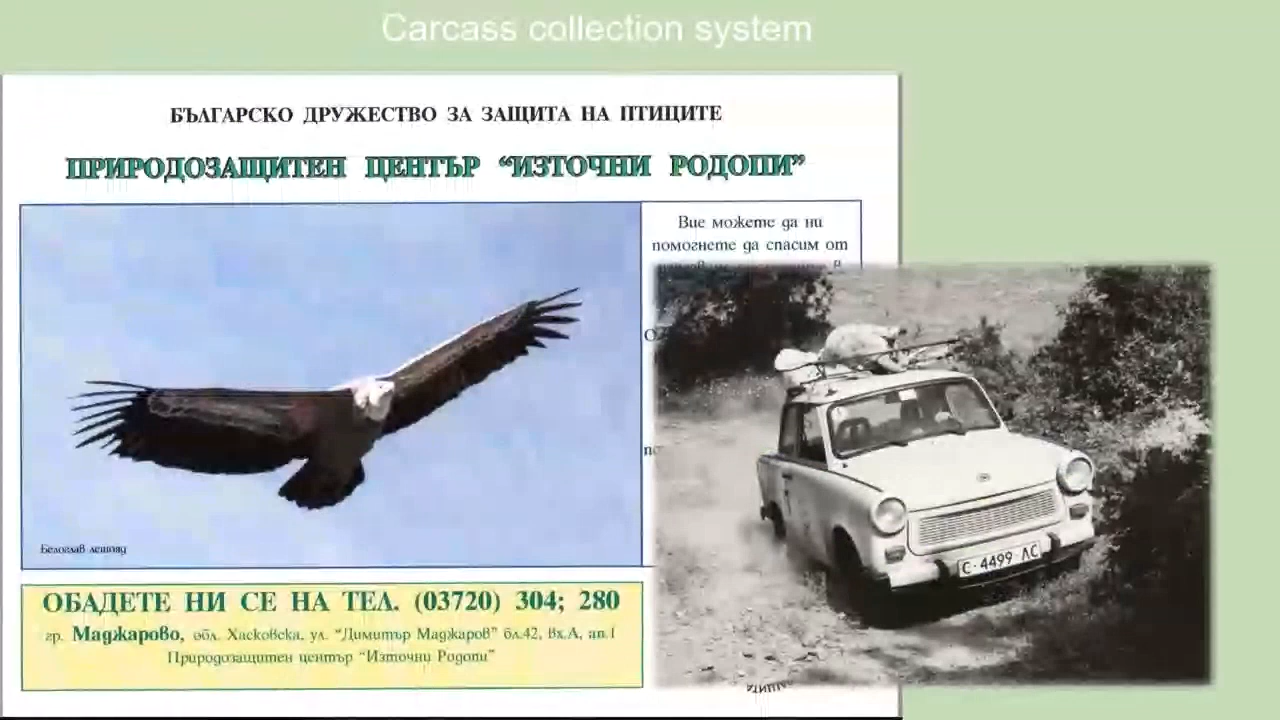 Carcass collection system
БЪЛГАРСКО ДРУЖЕСТВО ЗА ЗАЩИТА НА ПТИЦИТЕ
ПРИРОДОЗАЩИТЕН ЦЕНТЪР “ИЗТОЧНИ РОДОПИ”
Вие можете да ни
помогнете да спасим от
Белоглав лешояд
ОБАДЕТЕ НИ СЕ НА ТЕЛ. (03720) 304; 280
гр. Маджарово, обл. Хасковска, ул. “Димитър Маджаров” бл.42, вх.А, ап.1
Природозащитен център “Източни Родопи”
С·4499 ЛС
ЗАЩИТА